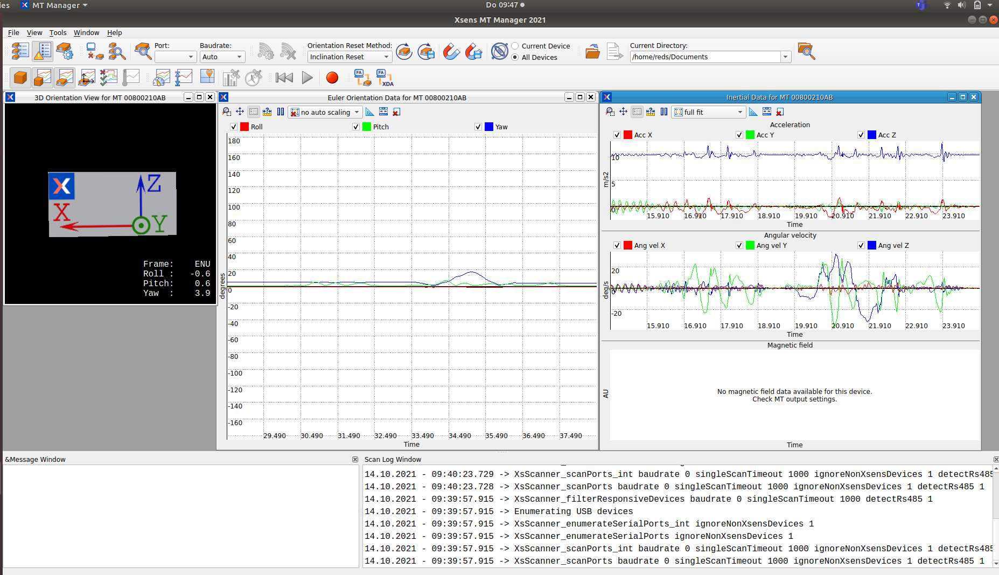 ies MT Manager Do 09:47
Xsens MT Manager 2021
File View Tools Window Help
Port: Baudrate: Orientation Reset Method: Current Device Current Directory:
Auto Inclination Reset All Devices /home/reds/Documents
FA FA
XDA
3D Orientation View for MT 00800210AB
X
Z
X
Y
Frame: ENU
Roll : -0.6
Pitch: 0.6
Yaw : 3.9
Euler Orientation Data for MT 00800210AB
no auto scaling
Roll Pitch Yaw
180
160
140
120
100
80
60
40
20
0
-20
-40
-60
-80
-100
-120
-140
-160
degrees
29.490 30.490 31.490 32.490 33.490 34.490 35.490 36.490 37.490
Time
Inertial Data for MT 00800210AB
full fit
Acceleration
Acc X Acc Y Acc Z
10
5
0
m/s2
15.910 16.910 17.910 18.910 19.910 20.910 21.910 22.910 23.910
Time
Angular velocity
Ang vel X Ang vel Y Ang vel Z
20
0
-20
deg/s
15.910 16.910 17.910 18.910 19.910 20.910 21.910 22.910 23.910
Time
Magnetic field
No magnetic field data available for this device.
Check MT output settings.
AU
Time
&Message Window
Scan Log Window
14.10.2021 - 09:40:23.729 -> XsScanner_scanPorts_int baudrate 0 singleScanTimeout 1000 ignoreNonXsensDevices 1 detectRs485
14.10.2021 - 09:40:23.728 -> XsScanner_scanPorts baudrate 0 singleScanTimeout 1000 ignoreNonXsensDevices 1 detectRs485 1
14.10.2021 - 09:39:57.915 -> XsScanner_filterResponsiveDevices baudrate 0 singleScanTimeout 1000 detectRs485 1
14.10.2021 - 09:39:57.915 -> Enumerating USB devices
14.10.2021 - 09:39:57.915 -> XsScanner_enumerateSerialPorts_int ignoreNonXsensDevices 1
14.10.2021 - 09:39:57.915 -> XsScanner_enumerateSerialPorts ignoreNonXsensDevices 1
14.10.2021 - 09:39:57.915 -> XsScanner_scanPorts_int baudrate 0 singleScanTimeout 1000 ignoreNonXsensDevices 1 detectRs485
14.10.2021 - 09:39:57.915 -> XsScanner_scanPorts baudrate 0 singleScanTimeout 1000 ignoreNonXsensDevices 1 detectRs485 1